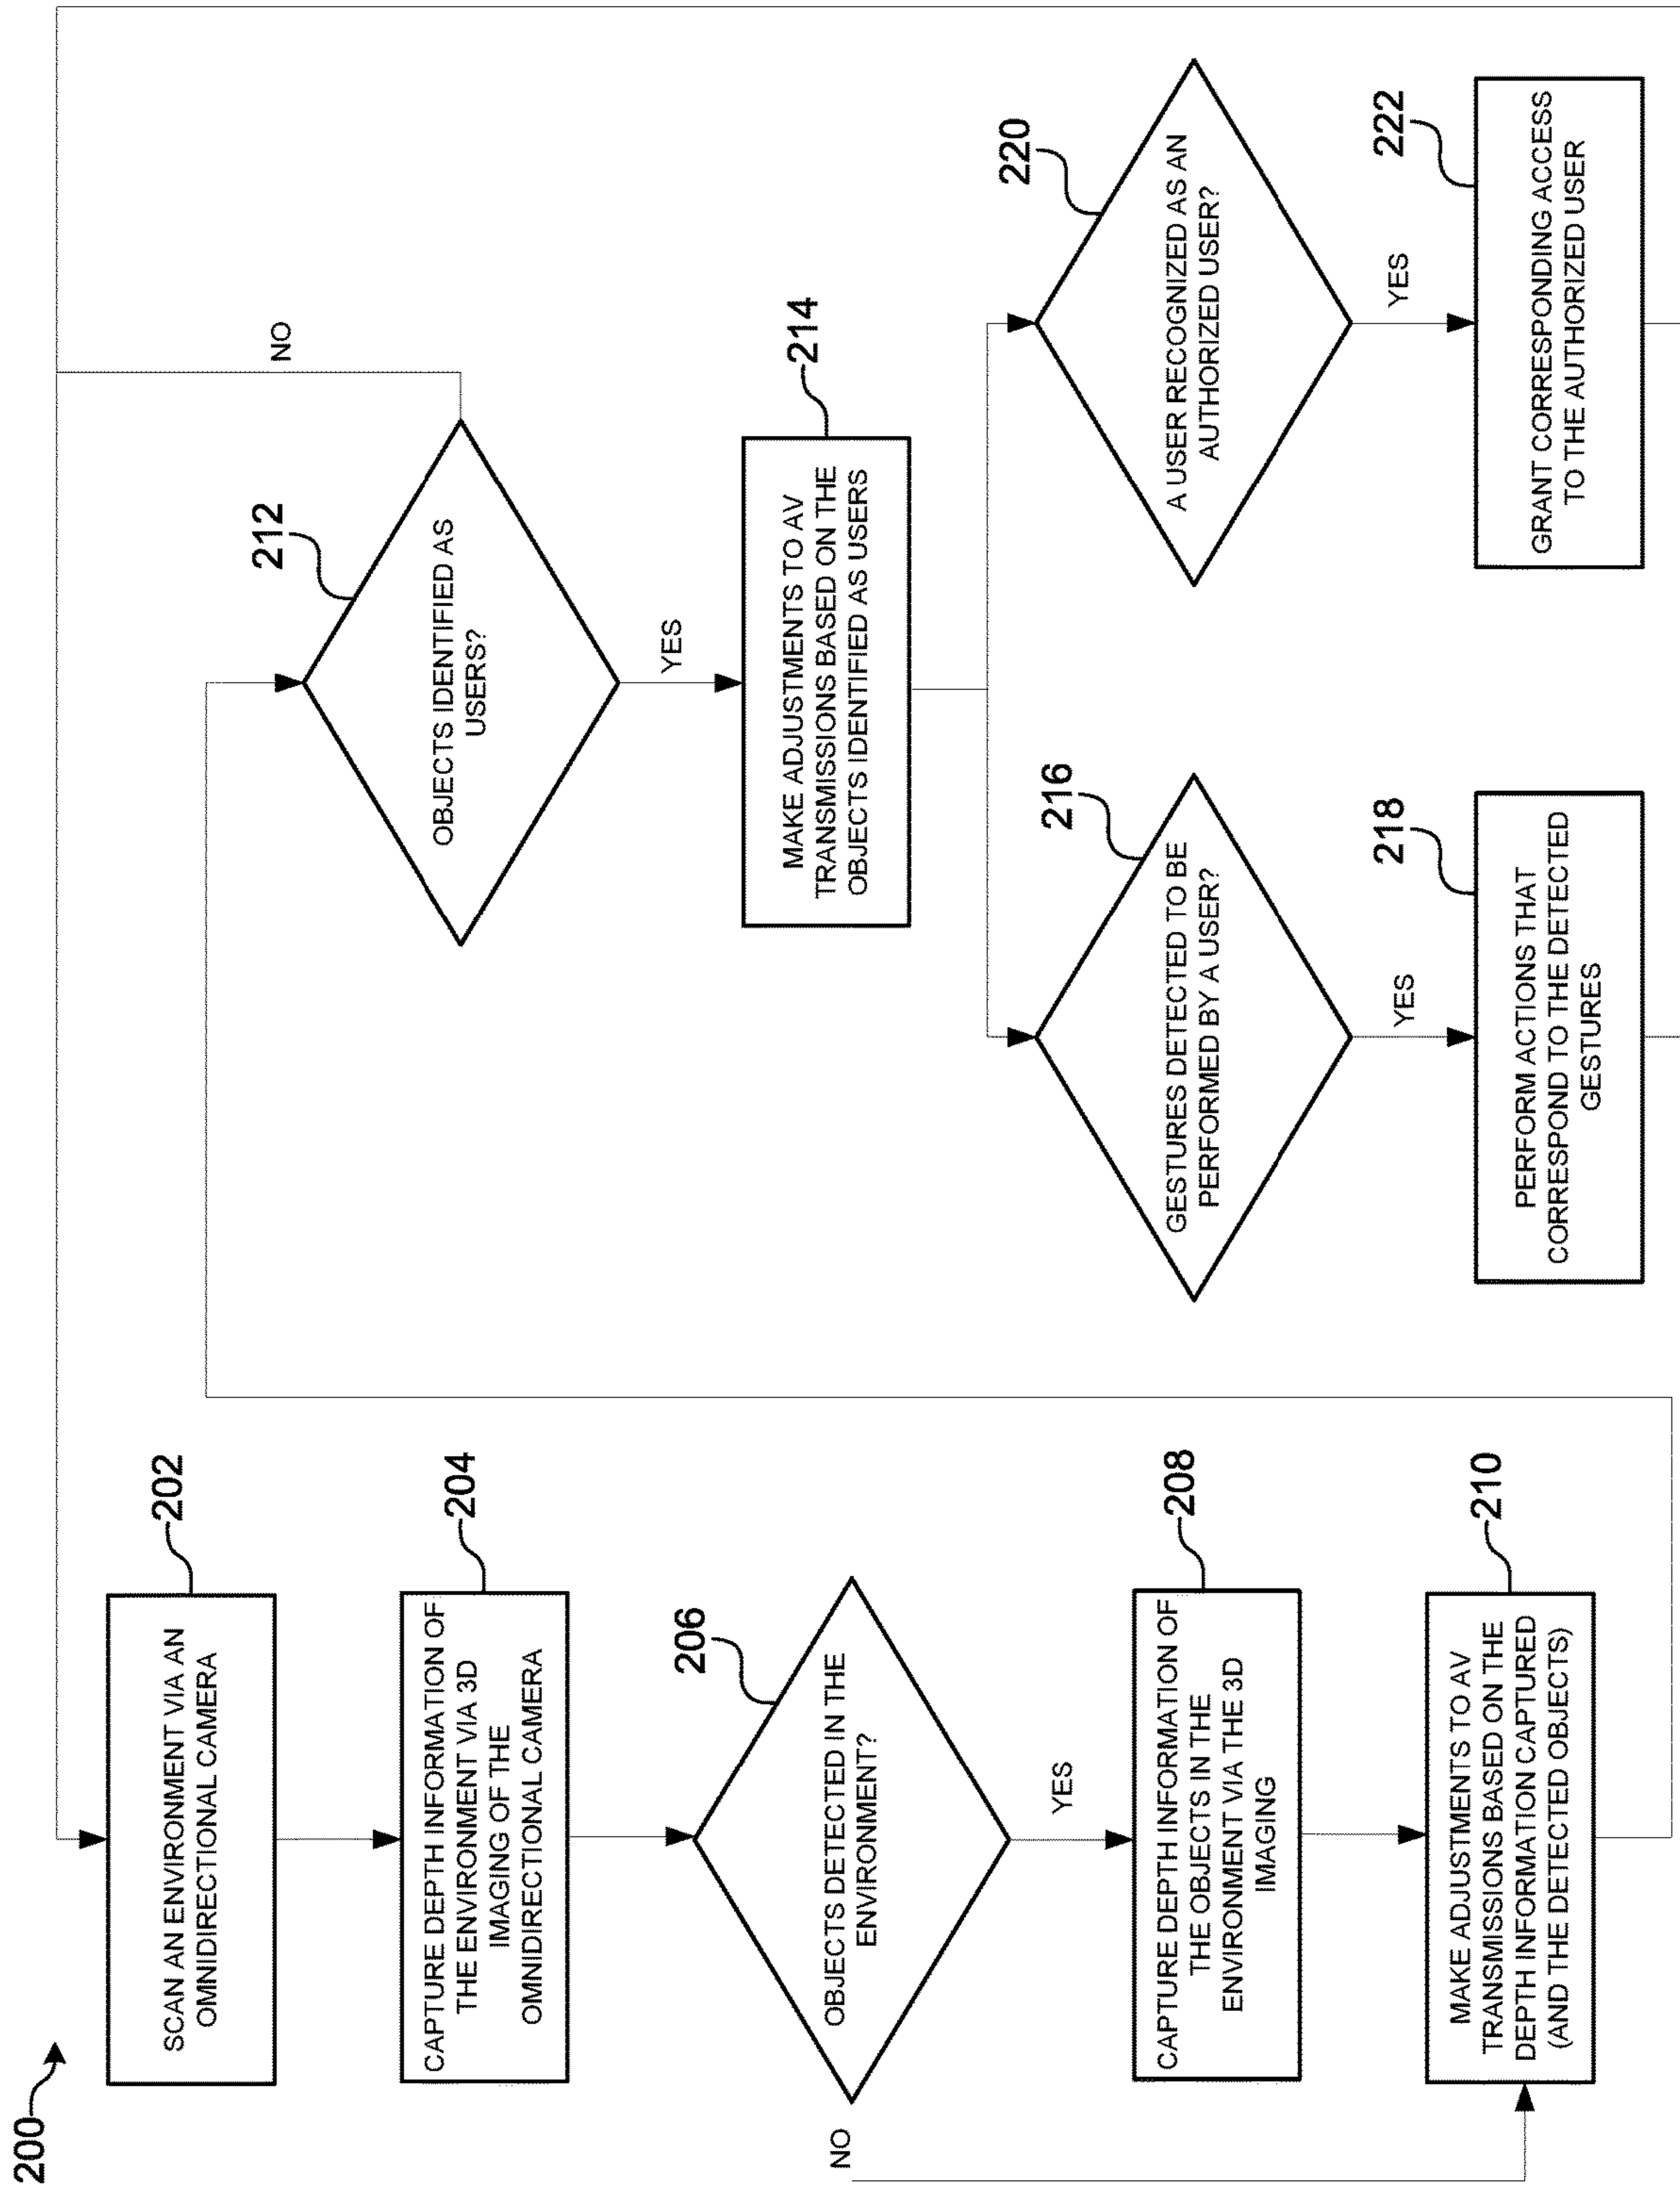 200
SCAN AN ENVIRONMENT VIA AN
OMNIDIRECTIONAL CAMERA
202
CAPTURE DEPTH INFORMATION OF
THE ENVIRONMENT VIA 3D
IMAGING OF THE
OMNIDIRECTIONAL CAMERA
204
OBJECTS DETECTED IN THE
ENVIRONMENT?
206
NO
YES
CAPTURE DEPTH INFORMATION OF
THE OBJECTS IN THE
ENVIRONMENT VIA THE 3D
IMAGING
208
MAKE ADJUSTMENTS TO AV
TRANSMISSIONS BASED ON THE
DEPTH INFORMATION CAPTURED
(AND THE DETECTED OBJECTS)
210
OBJECTS IDENTIFIED AS
USERS?
212
NO
YES
MAKE ADJUSTMENTS TO AV
TRANSMISSIONS BASED ON THE
OBJECTS IDENTIFIED AS USERS
214
GESTURES DETECTED TO BE
PERFORMED BY A USER?
216
YES
PERFORM ACTIONS THAT
CORRESPOND TO THE DETECTED
GESTURES
218
A USER RECOGNIZED AS AN
AUTHORIZED USER?
220
YES
GRANT CORRESPONDING ACCESS
TO THE AUTHORIZED USER
222